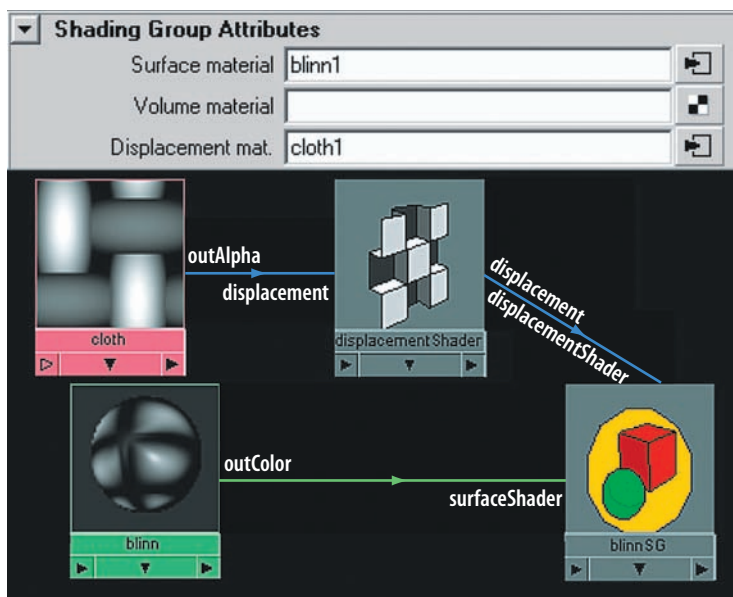 Shading Group Attributes
Surface material blinn1
Volume material
Displacement mat. cloth1
outAlpha
displacement
displacement
displacementShader
cloth
displacementShader
outColor
surfaceShader
blinn
blinnSG